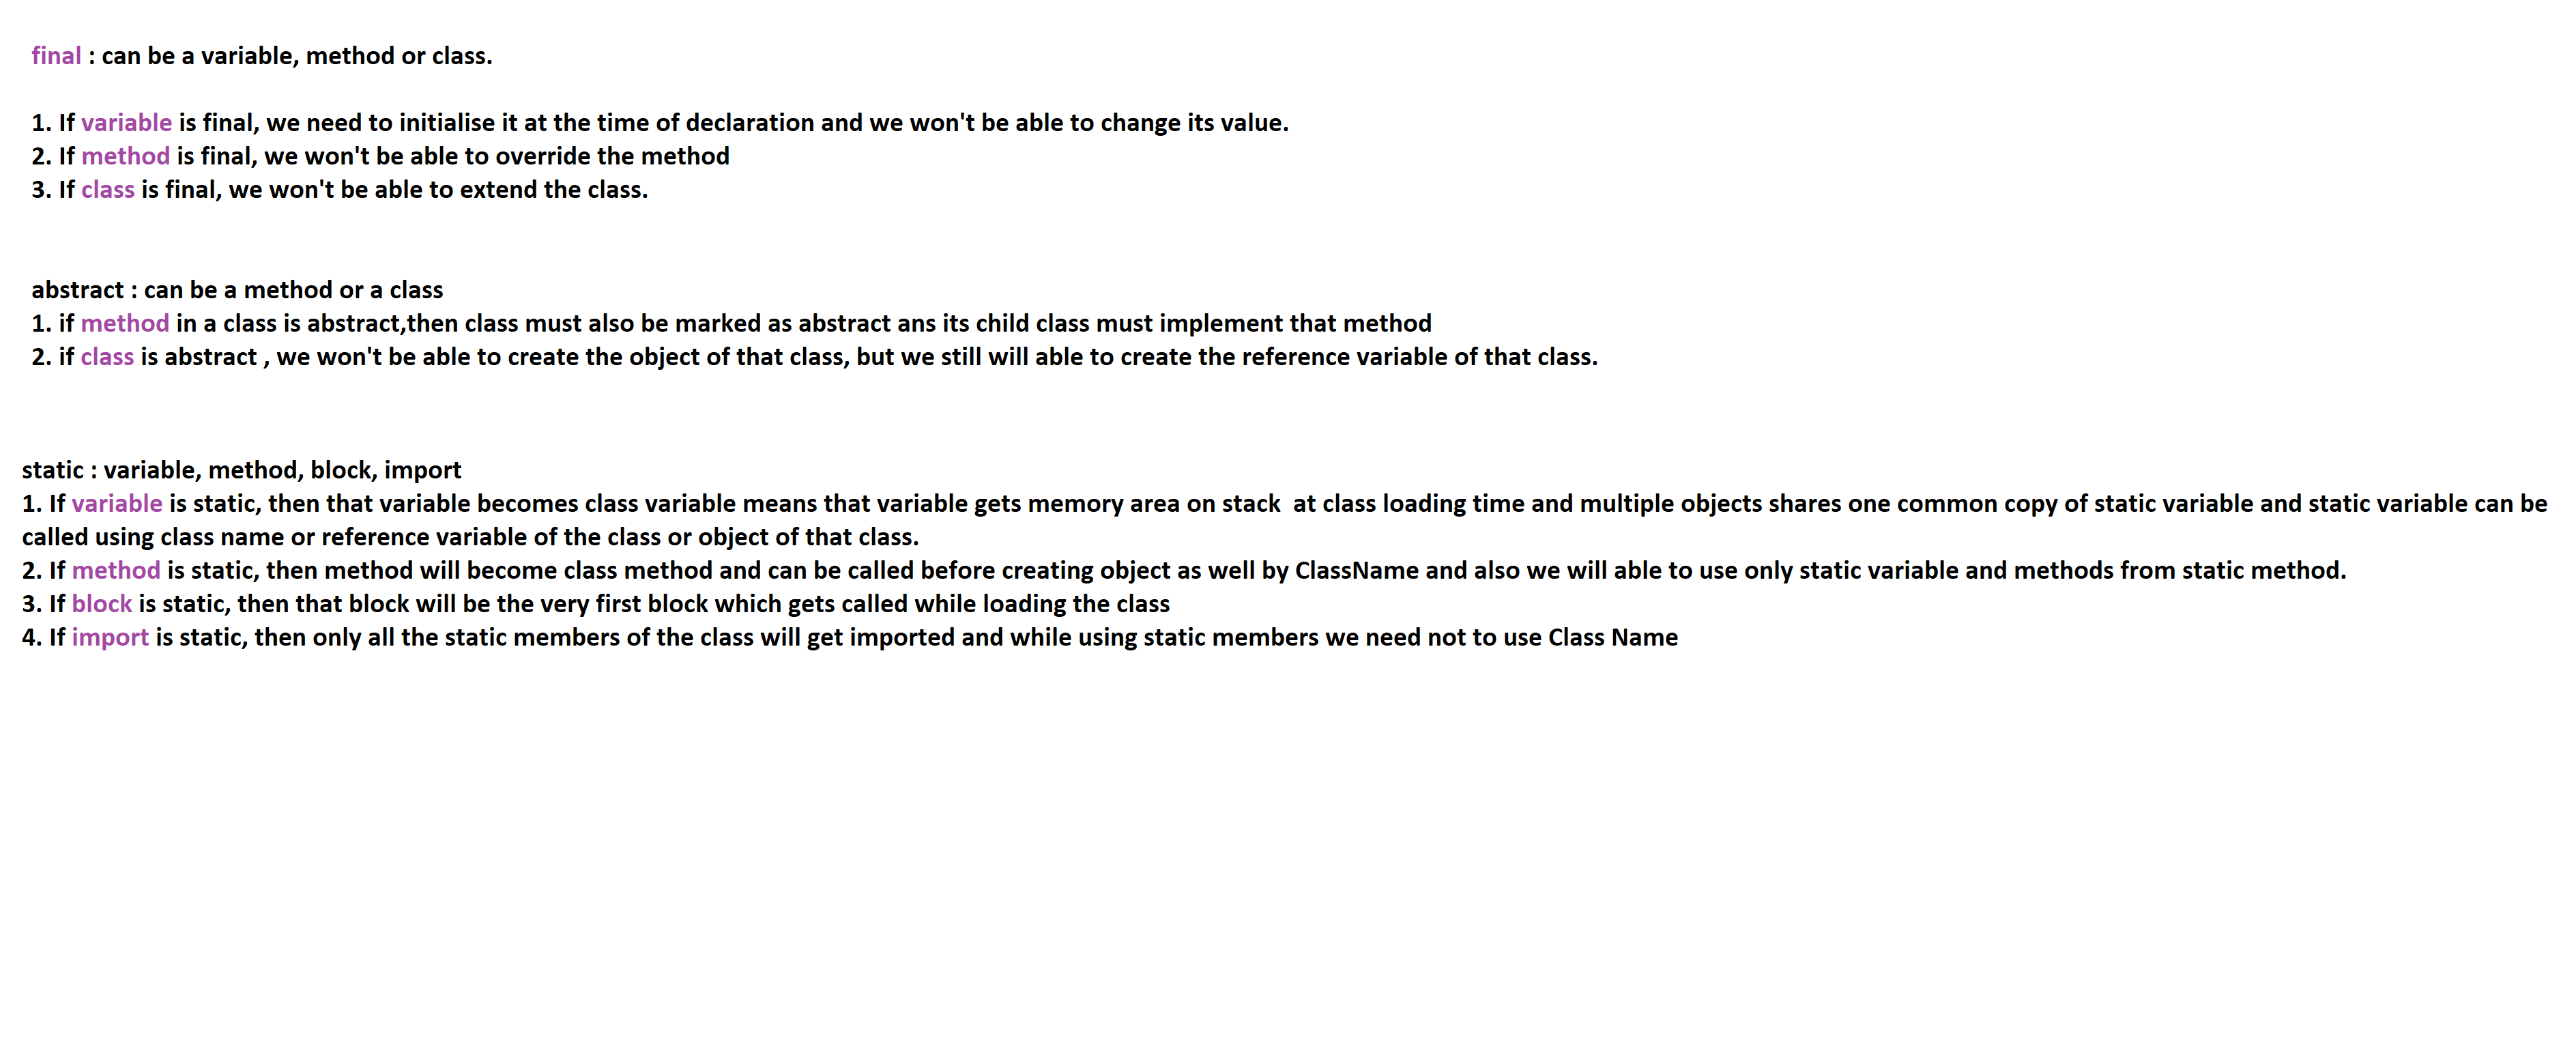 final : can be a variable, method or class.
1. If variable is final, we need to initialise it at the time of declaration and we won't be able to change its value.
2. If method is final, we won't be able to override the method
3. If class is final, we won't be able to extend the class.
abstract : can be a method or a class
1. if method in a class is abstract,then class must also be marked as abstract ans its child class must implement that method
2. if class is abstract , we won't be able to create the object of that class, but we still will able to create the reference variable of that class.
static : variable, method, block, import
1. If variable is static, then that variable becomes class variable means that variable gets memory area on stack  at class loading time and multiple objects shares one common copy of static variable and static variable can be
called using class name or reference variable of the class or object of that class.
2. If method is static, then method will become class method and can be called before creating object as well by ClassName and also we will able to use only static variable and methods from static method.
3. If block is static, then that block will be the very first block which gets called while loading the class
4. If import is static, then only all the static members of the class will get imported and while using static members we need not to use Class Name